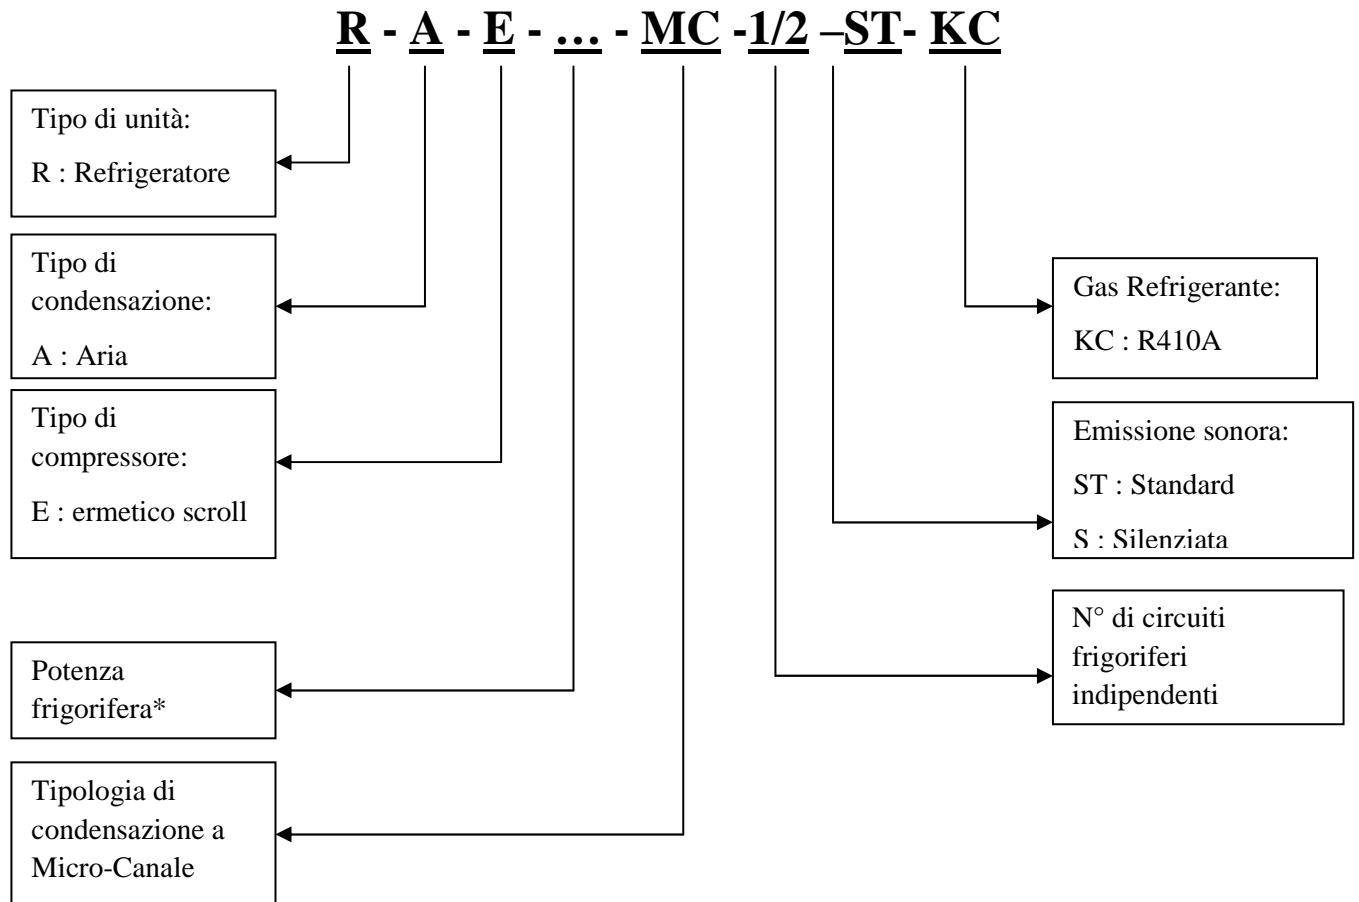 R - A - E - … - MC -1/2 –ST- KC
Tipo di unità:
R : Refrigeratore
Tipo di
condensazione:
A : Aria
Tipo di
compressore:
E : ermetico scroll
Potenza
frigorifera*
Tipologia di
condensazione a
Micro-Canale
Gas Refrigerante:
KC : R410A
Emissione sonora:
ST : Standard
S : Silenziata
N° di circuiti
frigoriferi
indipendenti